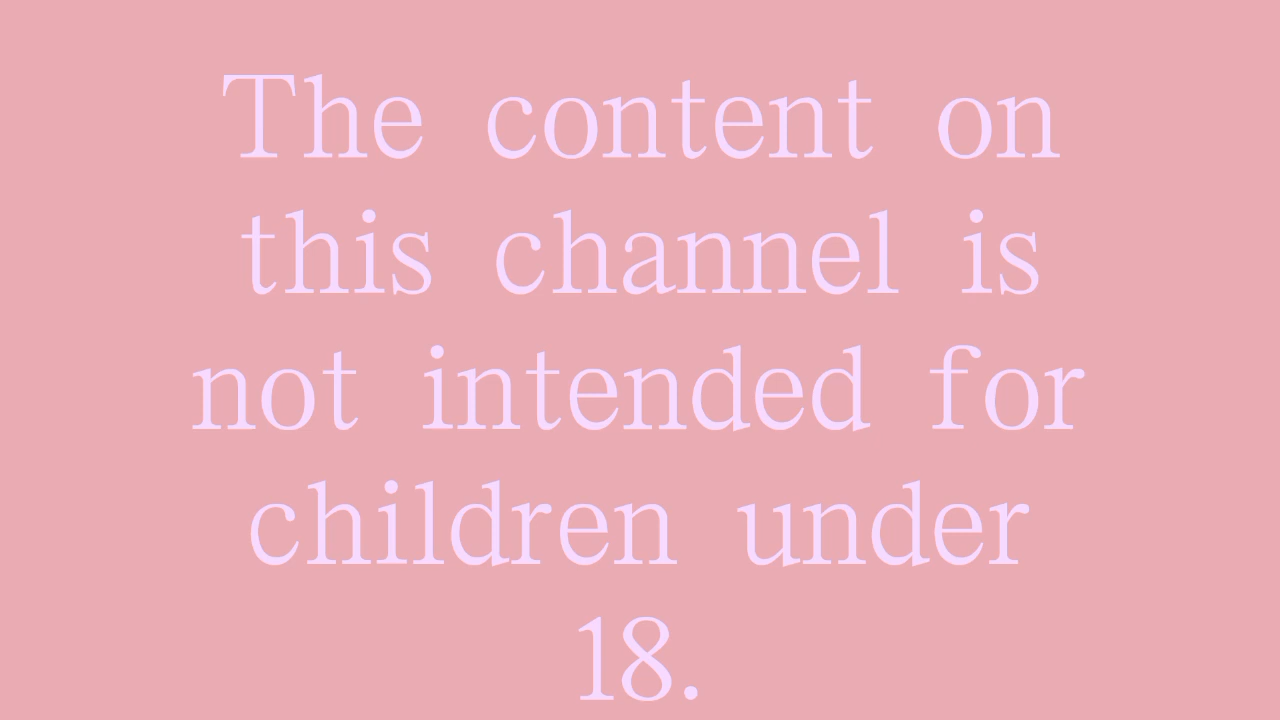 The content on
this channel is
not intended for
children under
18.